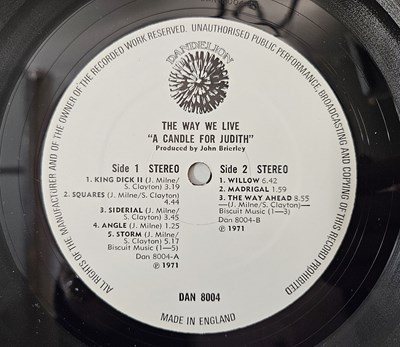 ALL RIGHTS OF THE MANUFACTURER AND OF THE OWNER OF THE RECORDED WORK RESERVED. UNAUTHORISED PUBLIC PERFORMANCE, BROADCASTING AND COPYING OF THIS RECORD PROHIBITED
DANDELION
THE WAY WE LIVE
"A CANDLE FOR JUDITH"
Produced by John Brierley
Side 1 STEREO
1. KING DICK II (J. Milne/
S. Clayton) 3.19
2. SQUARES (J. Milne/S. Clayton)
4.44
3. SIDERIAL (J. Milne/
S. Clayton) 3.45
4. ANGLE (J. Milne) 1.21
5. STORM (J. Milne/
S. Clayton) 5.17
Biscuit Music (1—5)
Dan 8004-A
℗ 1971
Side 2 STEREO
1. WILLOW 6.42
2. MADRIGAL 1.59
3. THE WAY AHEAD 8.55
—(J. Milne/S. Clayton)—
Biscuit Music (1—3)
Dan 8004-B
℗ 1971
DAN 8004
MADE IN ENGLAND